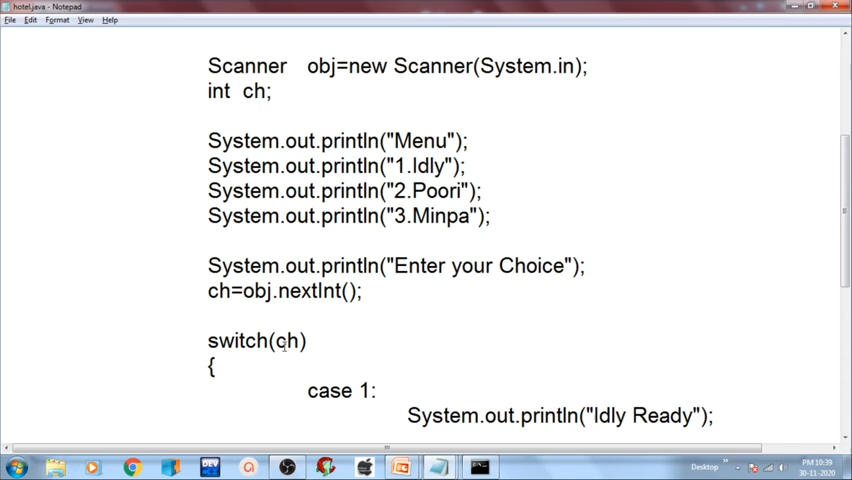 hotel.java - Notepad
File Edit Format View Help
Scanner obj=new Scanner(System.in);
int ch;
System.out.println("Menu");
System.out.println("1.Idly");
System.out.println("2.Poori");
System.out.println("3.Minpa");
System.out.println("Enter your Choice");
ch=obj.nextInt();
switch(ch)
{
case 1:
System.out.println("Idly Ready");
DEV
Desktop
PM 10:39
30-11-2020